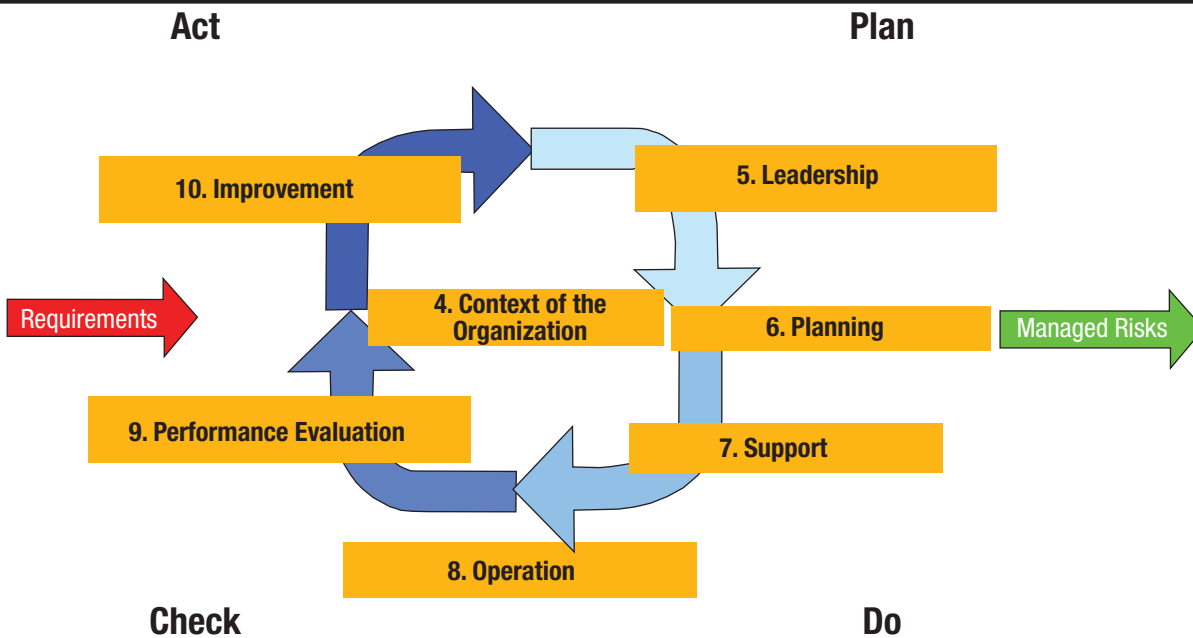 Act
Plan
10. Improvement
5. Leadership
Requirements
4. Context of the
Organization
6. Planning
Managed Risks
9. Performance Evaluation
7. Support
8. Operation
Check
Do